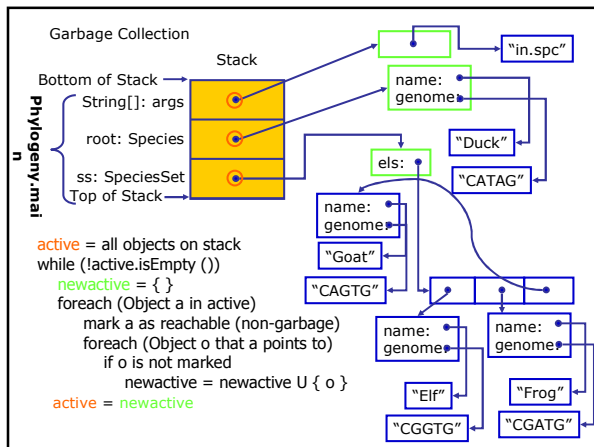 Garbage Collection
Stack
Bottom of Stack
String[]: args
root: Species
ss: SpeciesSet
Top of Stack
Phylogeny.mai
n
"in.spc"
name:
genome:
"Duck"
"CATAG"
els:
name:
genome:
"Goat"
"CAGTG"
name:
genome:
"Elf"
"CGGTG"
name:
genome:
"Frog"
"CGATG"
active = all objects on stack
while (!active.isEmpty ())
newactive = { }
foreach (Object a in active)
mark a as reachable (non-garbage)
foreach (Object o that a points to)
if o is not marked
newactive = newactive U { o }
active = newactive